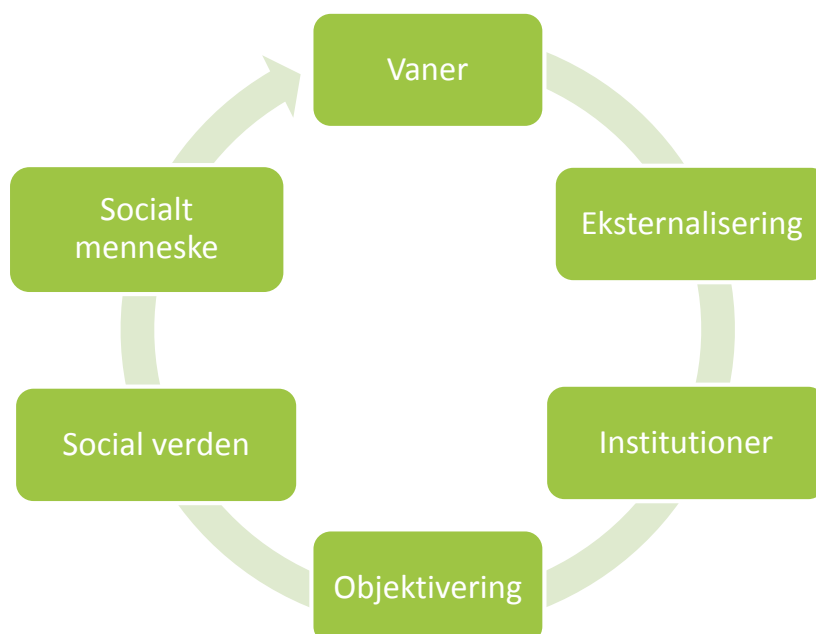 Vaner
Eksternalisering
Institutioner
Objektivering
Social verden
Socialt
menneske